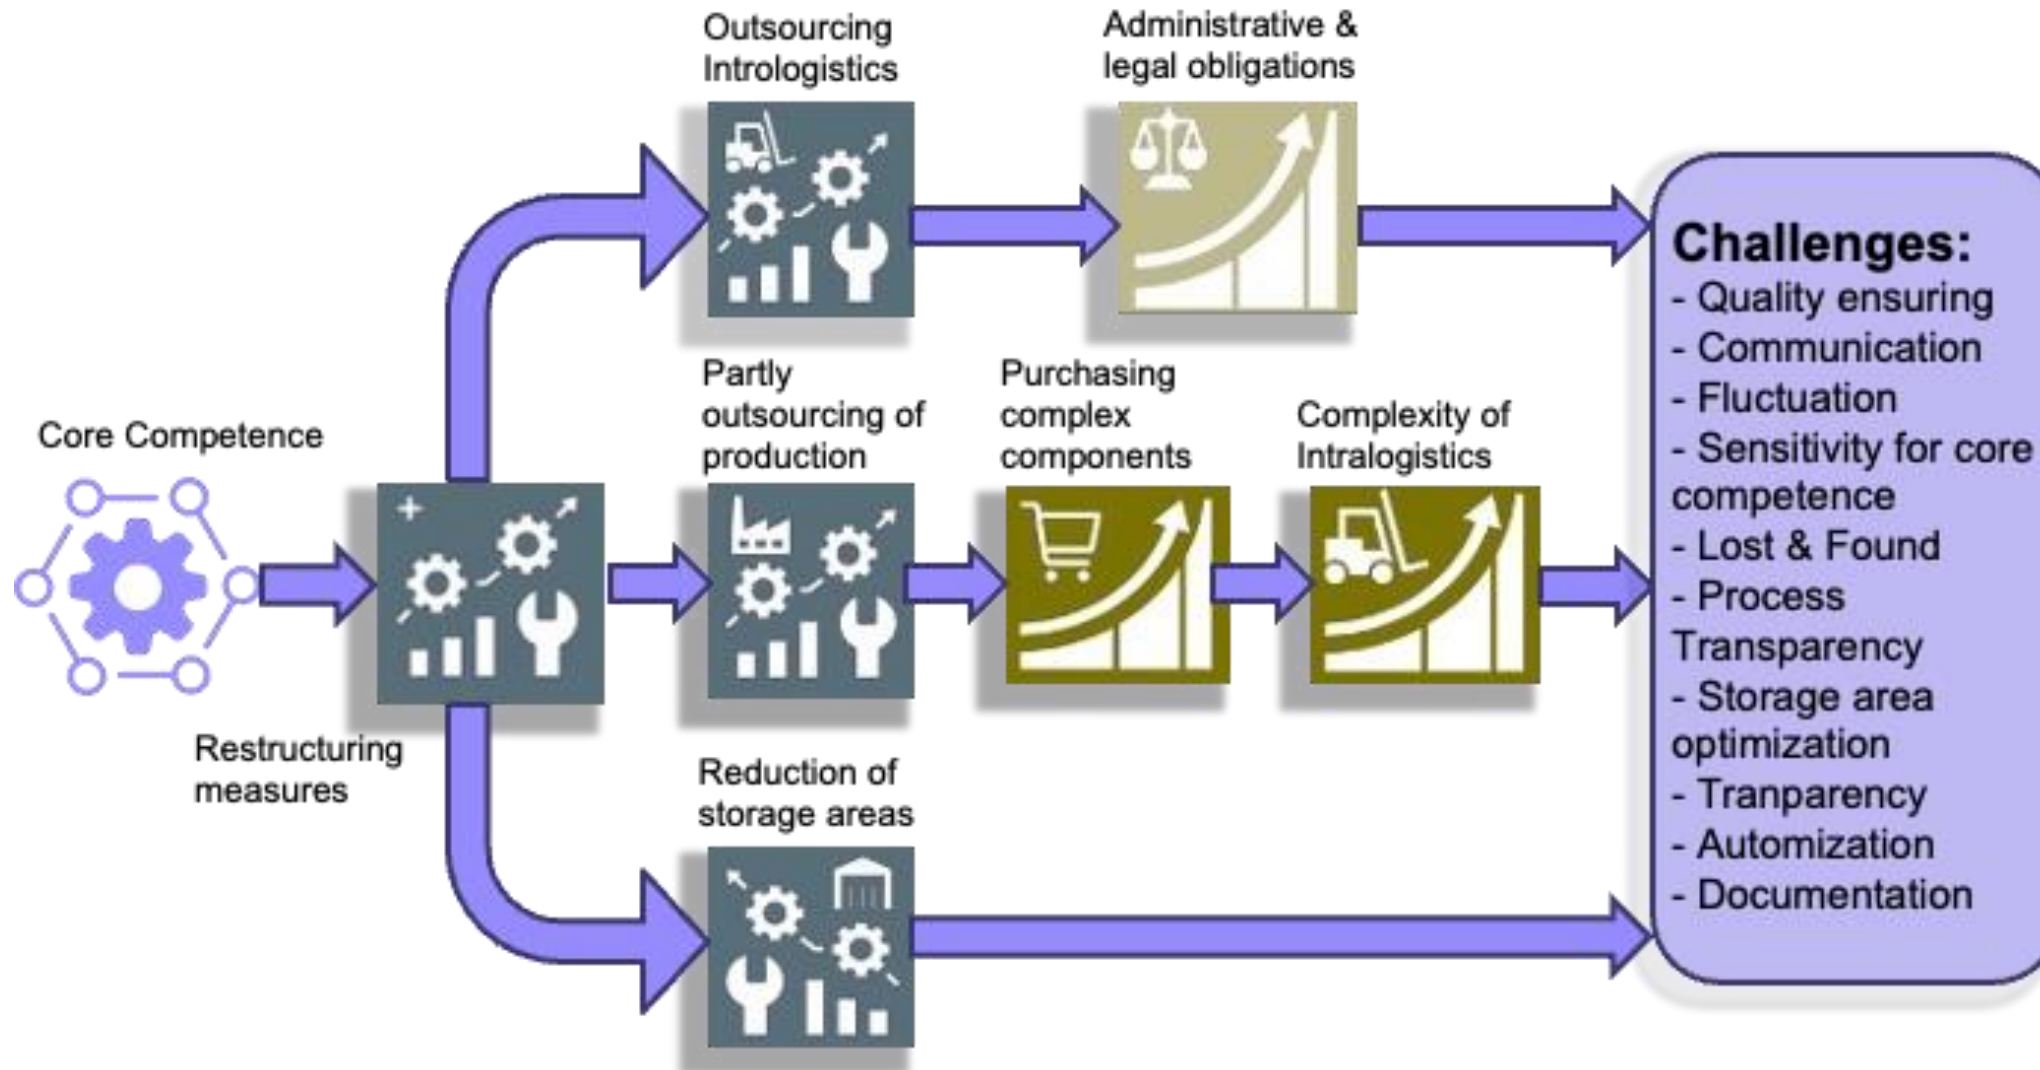 Outsourcing
Intrologistics
Administrative &
legal obligations
Core Competence
Restructuring
measures
Partly
outsourcing of
production
Purchasing
complex
components
Complexity of
Intralogistics
Reduction of
storage areas
Challenges:
- Quality ensuring
- Communication
- Fluctuation
- Sensitivity for core
competence
- Lost & Found
- Process
Transparency
- Storage area
optimization
- Tranparency
- Automization
- Documentation